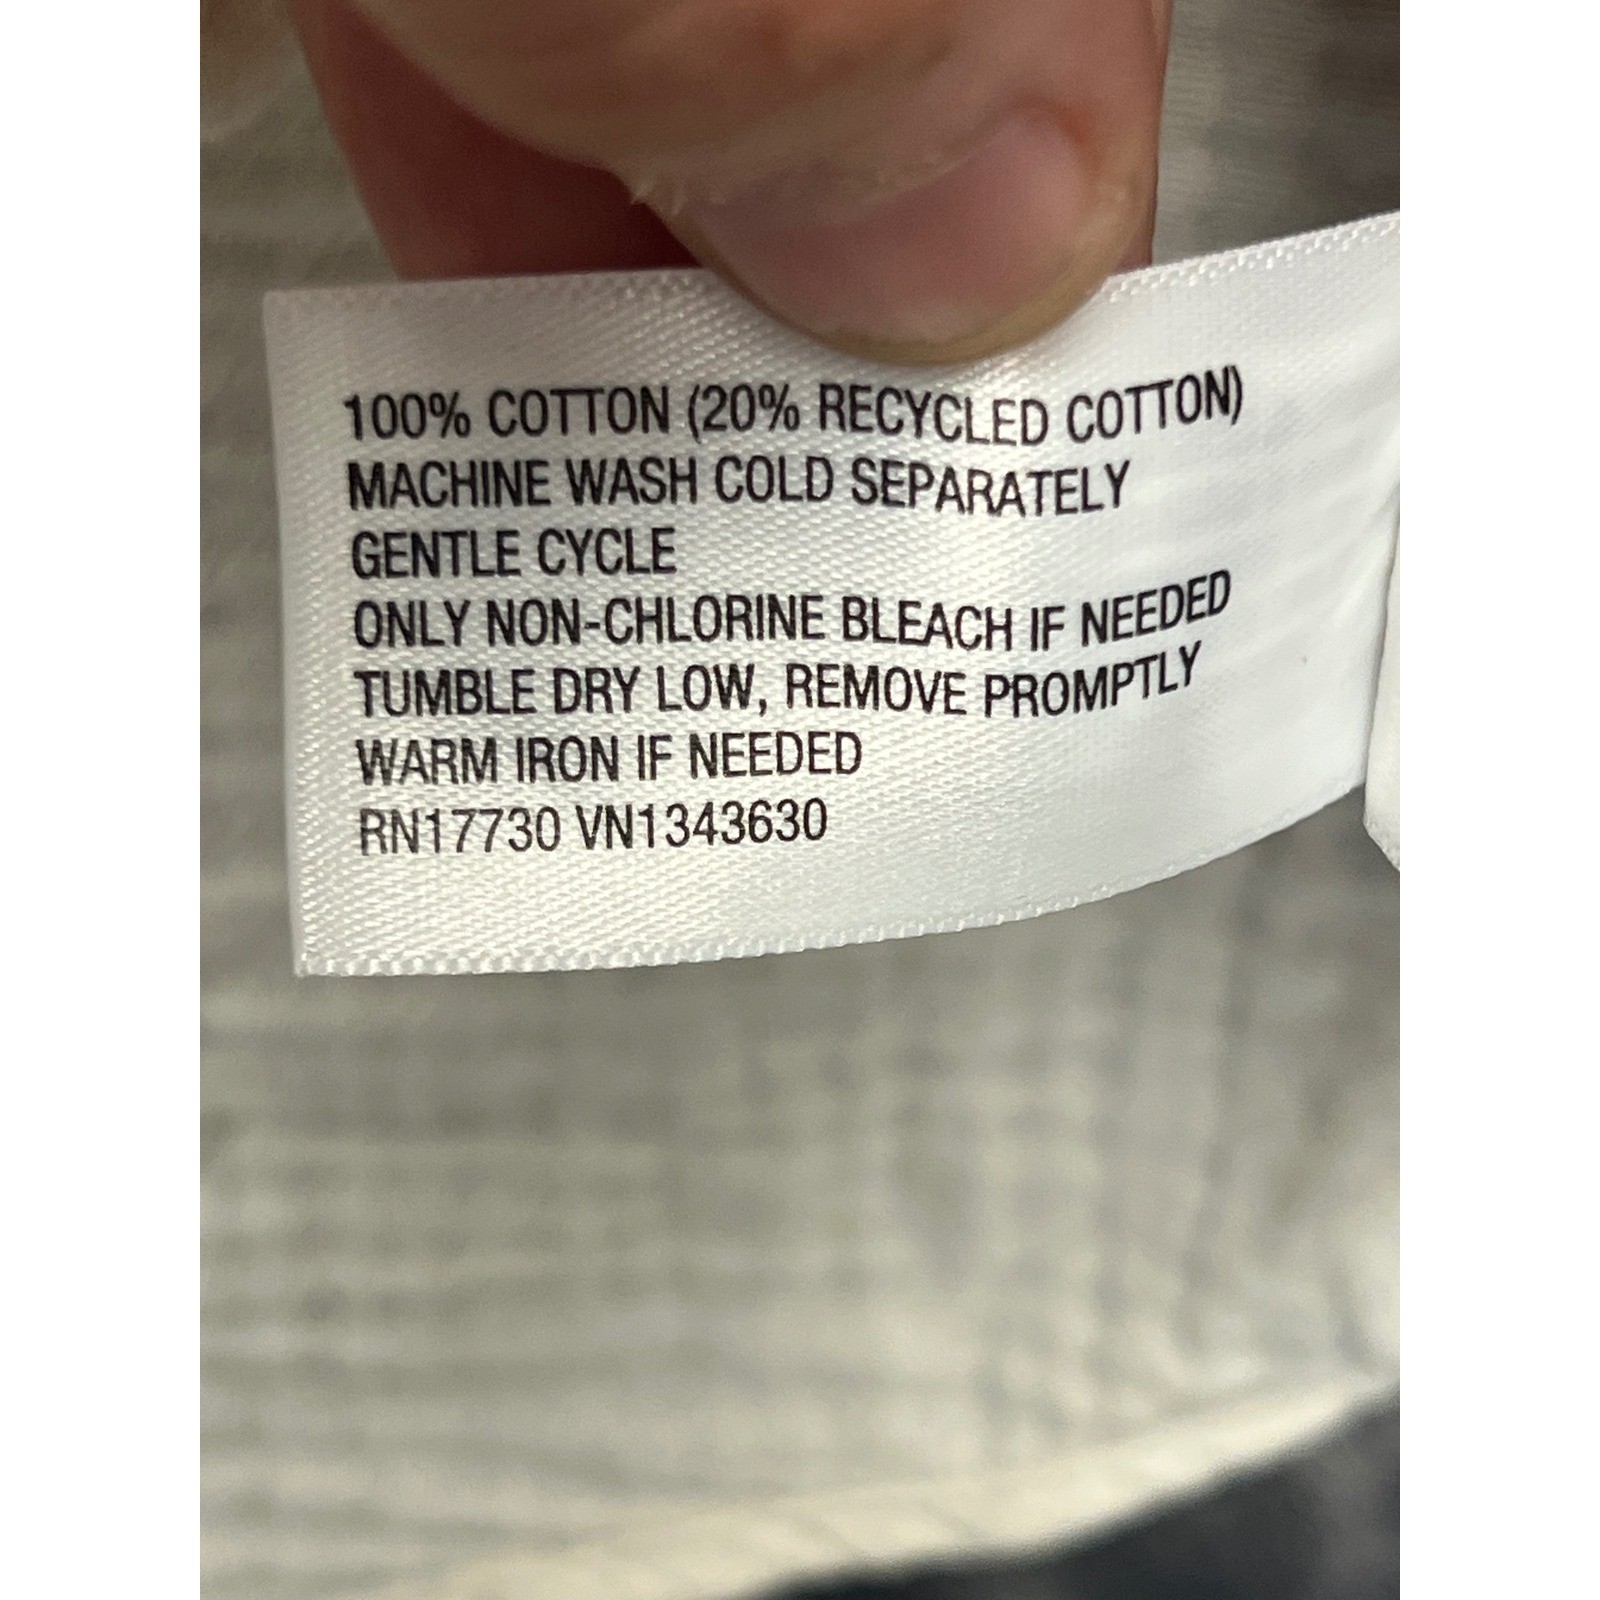 100% COTTON (20% RECYCLED COTTON)
MACHINE WASH COLD SEPARATELY
GENTLE CYCLE
ONLY NON-CHLORINE BLEACH IF NEEDED
TUMBLE DRY LOW, REMOVE PROMPTLY
WARM IRON IF NEEDED
RN17730 VN1343630